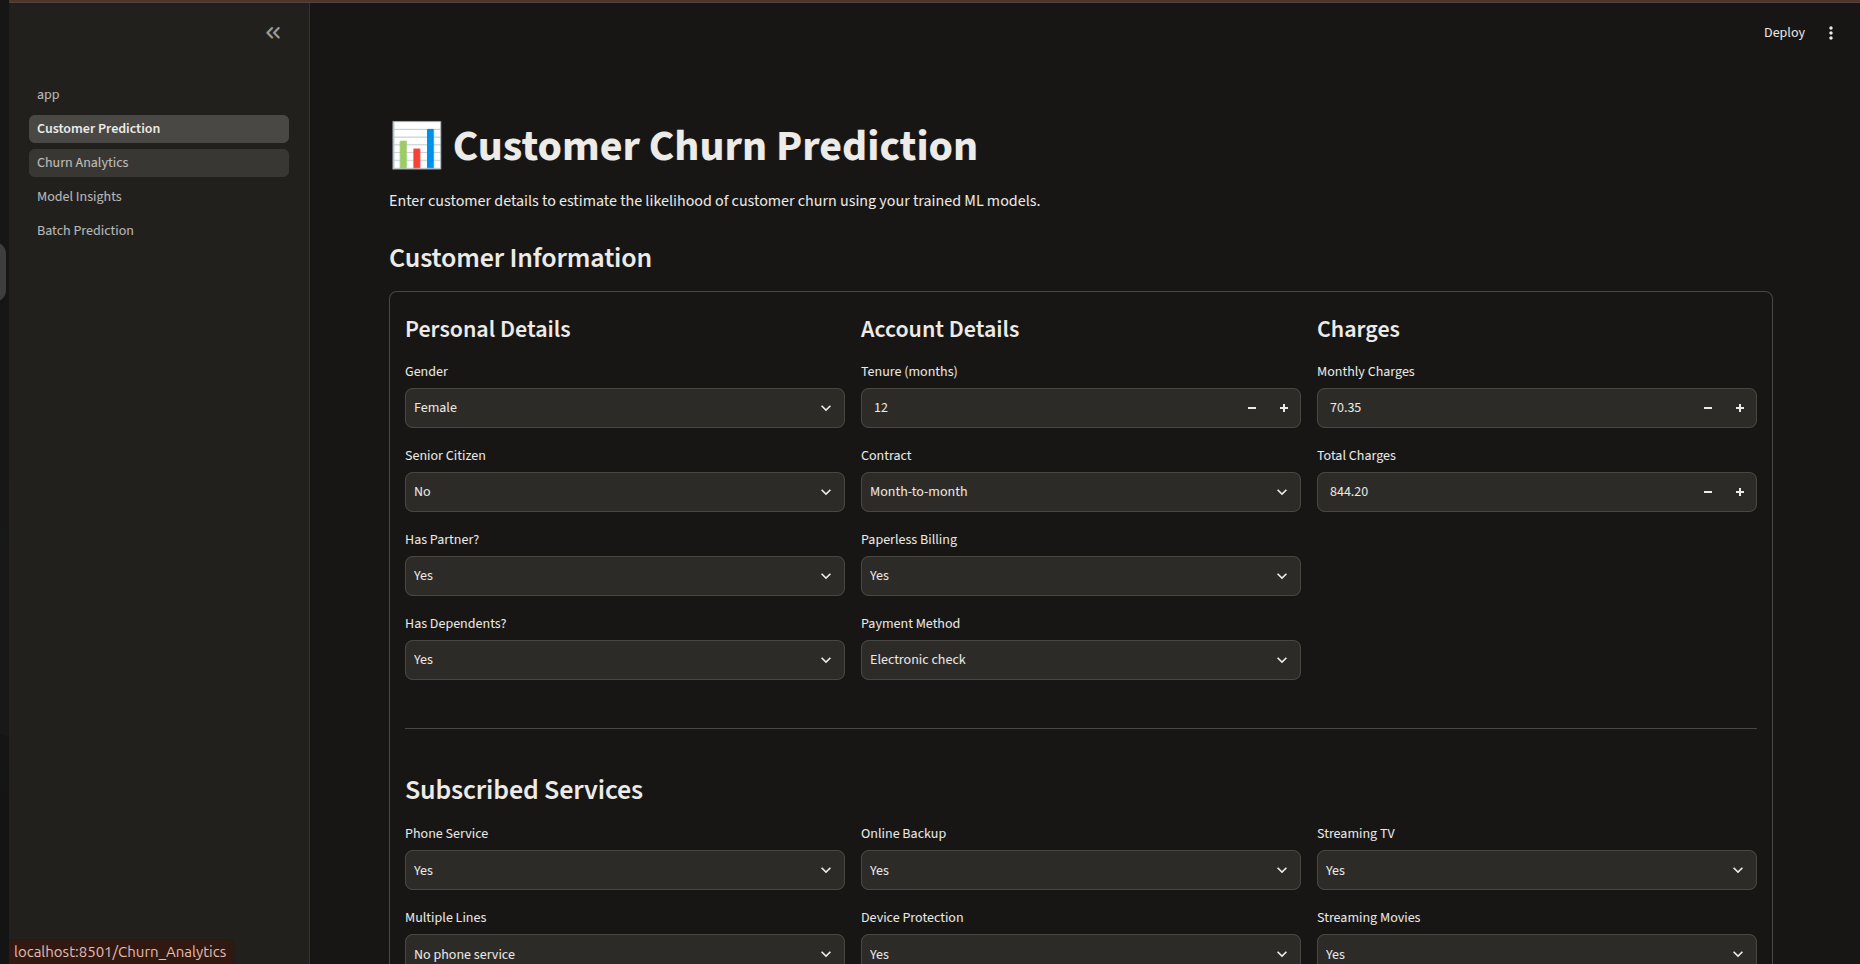 Deploy
app
Customer Prediction
Churn Analytics
Model Insights
Batch Prediction
Customer Churn Prediction
Enter customer details to estimate the likelihood of customer churn using your trained ML models.
Customer Information
Personal Details
Gender
Female
Senior Citizen
No
Has Partner?
Yes
Has Dependents?
Yes
Account Details
Tenure (months)
12
Contract
Month-to-month
Paperless Billing
Yes
Payment Method
Electronic check
Charges
Monthly Charges
70.35
Total Charges
844.20
Subscribed Services
Phone Service
Yes
Multiple Lines
No phone service
Online Backup
Yes
Device Protection
Yes
Streaming TV
Yes
Streaming Movies
Yes
localhost:8501/Churn_Analytics